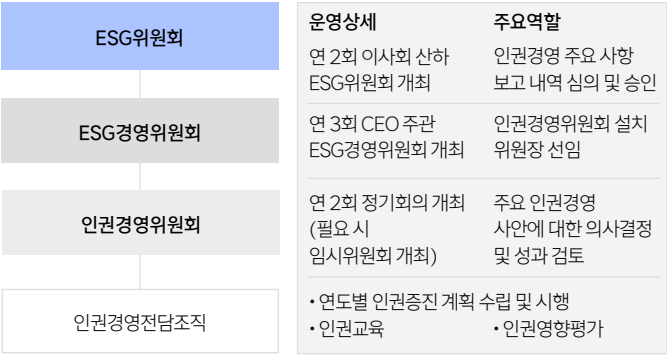 ESG위원회
ESG경영위원회
인권경영위원회
인권경영전담조직
운영상세 주요역할
연 2회 이사회 산하 인권경영 주요 사항
ESG위원회 개최 보고 내역 심의 및 승인
연 3회 CEO 주관 인권경영위원회 설치
ESG경영위원회 개최 위원장 선임
연 2회 정기회의 개최 주요 인권경영
(필요 시 사안에 대한 의사결정
임시위원회 개최) 및 성과 검토
• 연도별 인권증진 계획 수립 및 시행
• 인권교육 • 인권영향평가